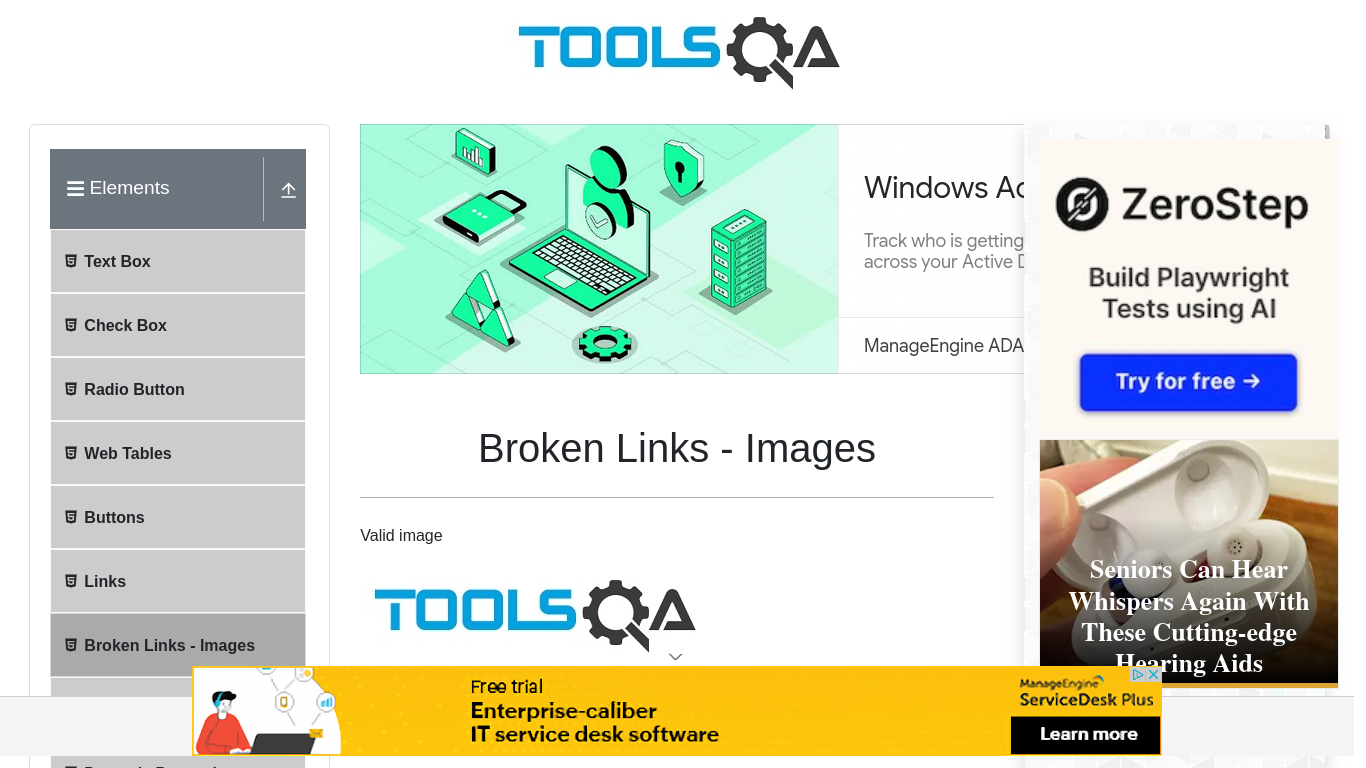 TOOLSQA
Elements
Text Box
Check Box
Radio Button
Web Tables
Buttons
Links
Broken Links - Images
Windows Ac
Track who is getting
across your Active D
ManageEngine ADA
Broken Links - Images
Valid image
TOOLSQA
ZeroStep
Build Playwright
Tests using AI
Try for free →
Seniors Can Hear
Whispers Again With
These Cutting-edge
Hearing Aids
Free trial
Enterprise-caliber
IT service desk software
ManageEngine
ServiceDesk Plus
Learn more